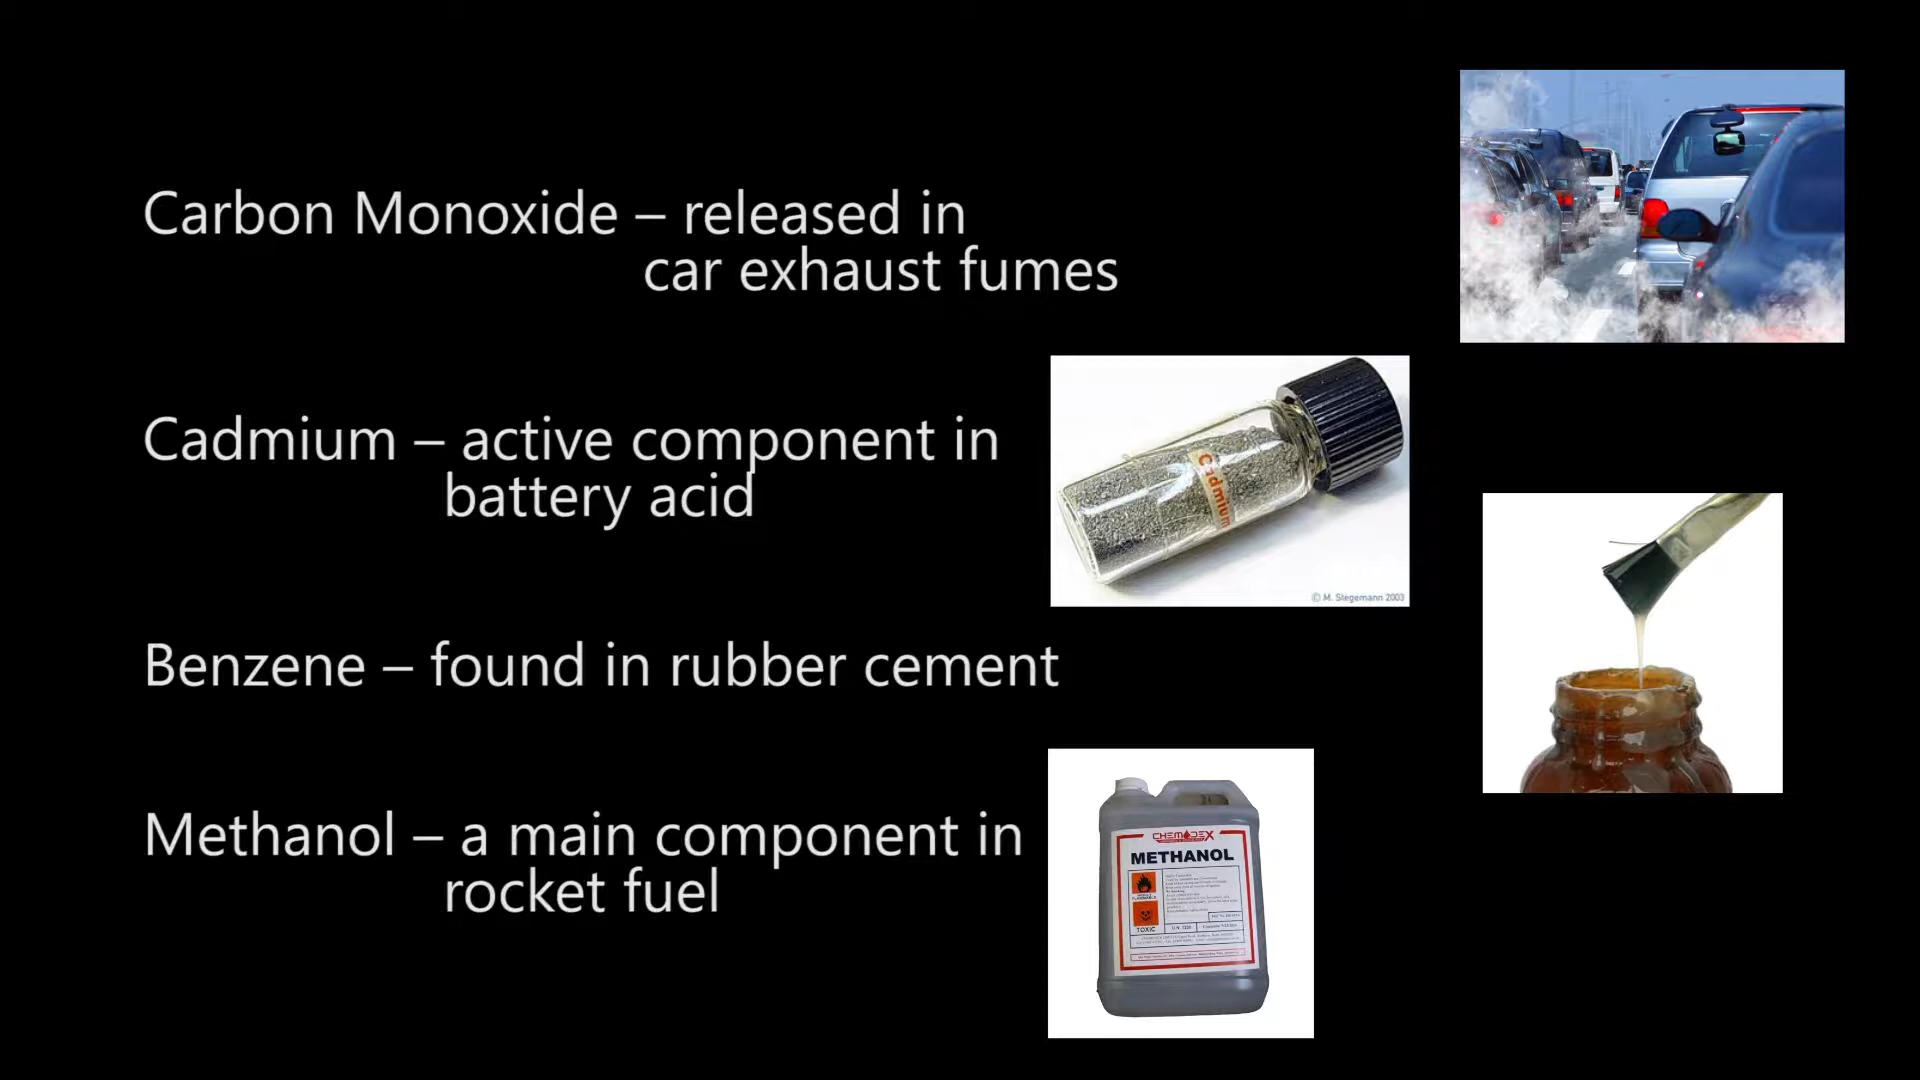 Carbon Monoxide – released in
car exhaust fumes
Cadmium – active component in
battery acid
Cadmium
© M. Stegemann 2003
Benzene – found in rubber cement
Methanol – a main component in
rocket fuel
CHEMODEX
METHANOL
TOXIC